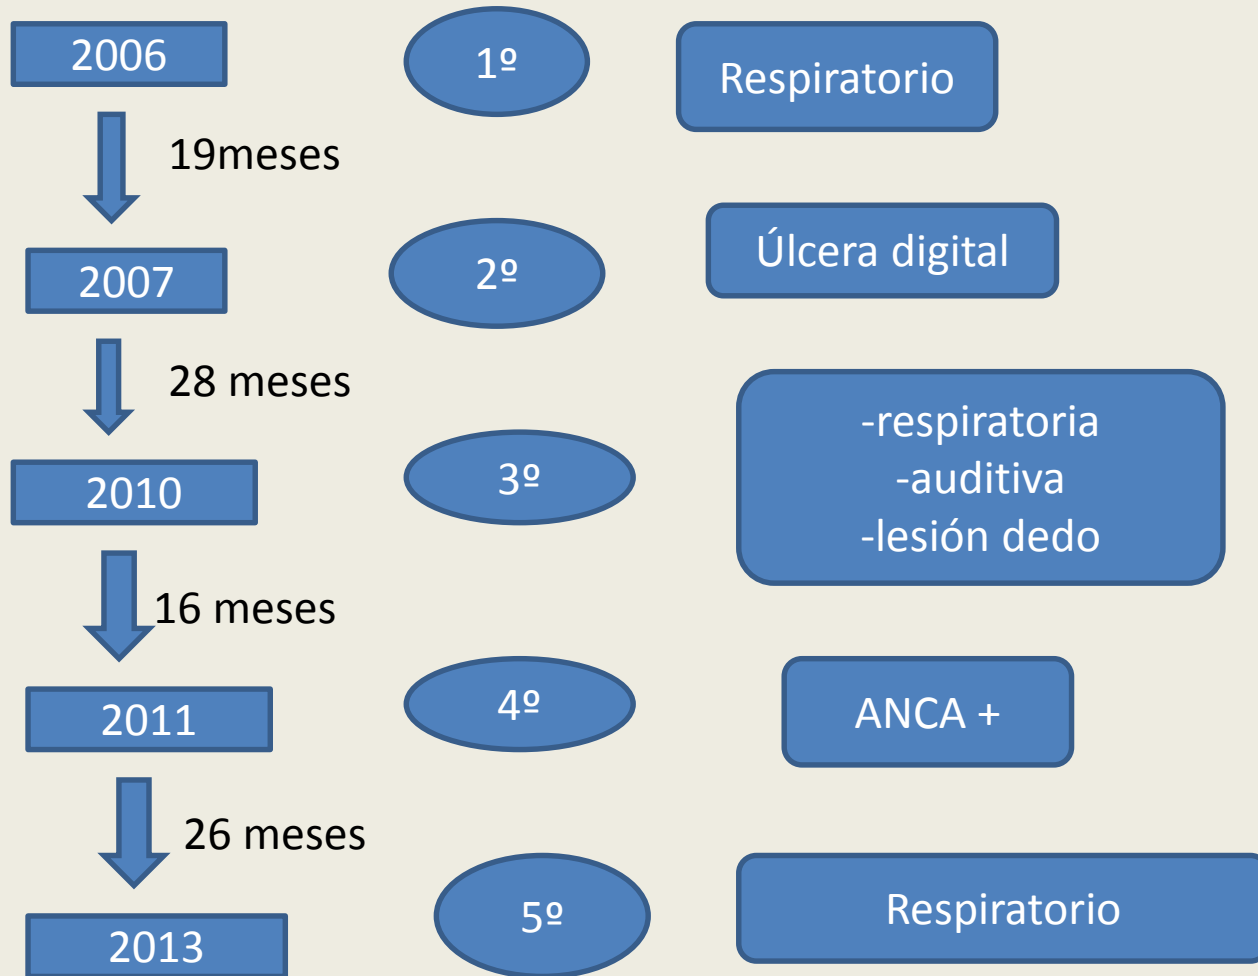 2006
1º
Respiratorio
19meses
2007
2º
Úlcera digital
28 meses
2010
3º
-respiratoria
-auditiva
-lesión dedo
16 meses
2011
4º
ANCA +
26 meses
2013
5º
Respiratorio